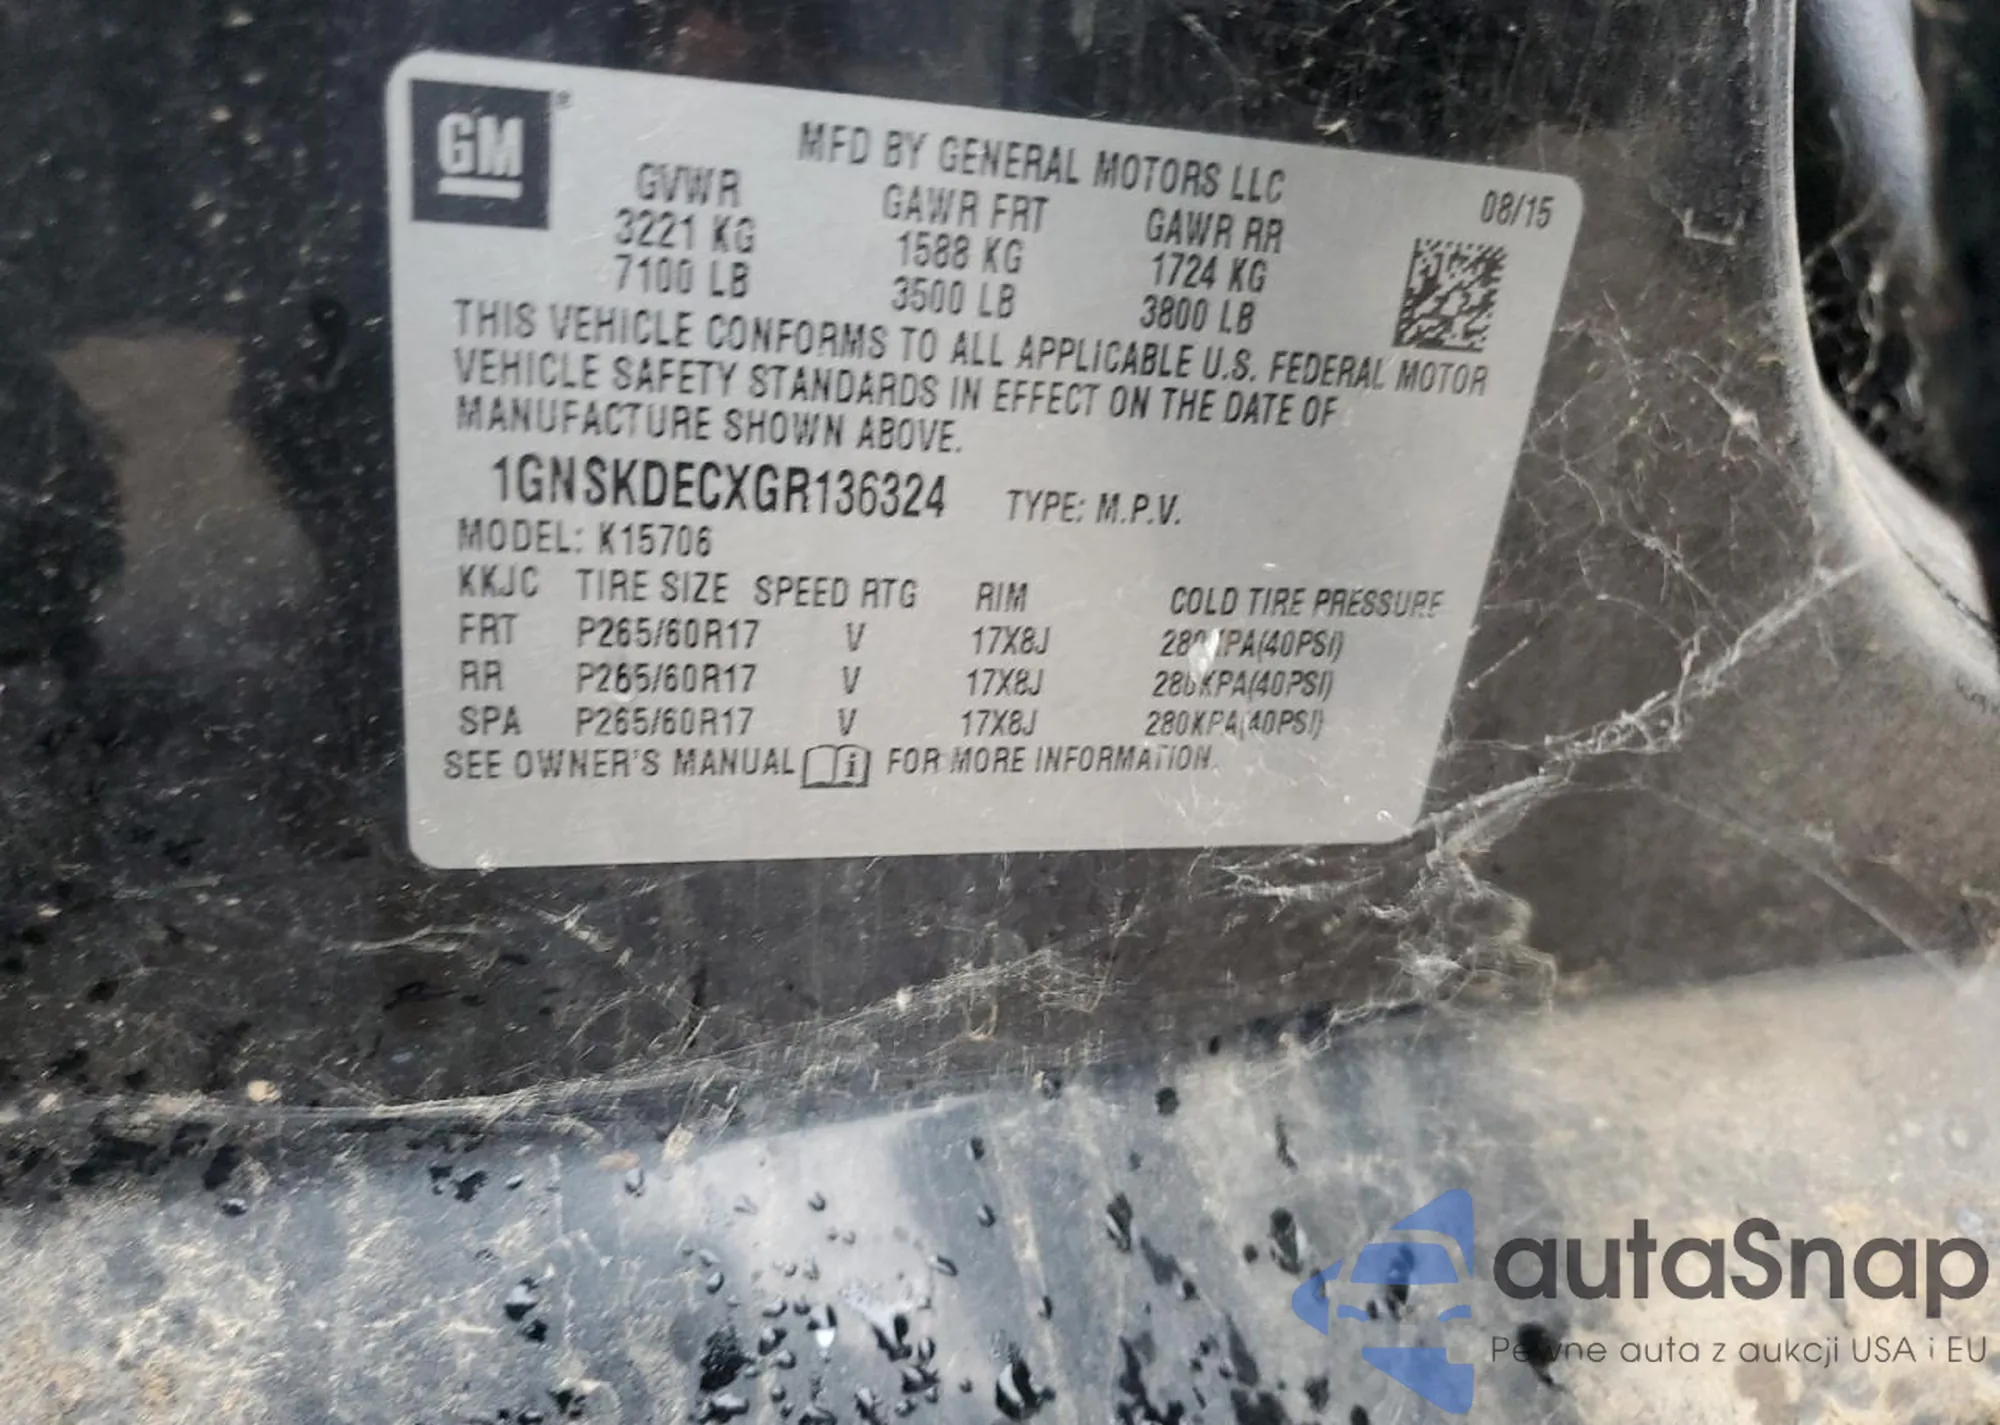 GM
MFD BY GENERAL MOTORS LLC
08/15
GVWR GAWR FRT GAWR RR
3221 KG 1588 KG 1724 KG
7100 LB 3500 LB 3800 LB
THIS VEHICLE CONFORMS TO ALL APPLICABLE U.S. FEDERAL MOTOR
VEHICLE SAFETY STANDARDS IN EFFECT ON THE DATE OF
MANUFACTURE SHOWN ABOVE.
1GNSKDECXGR136324 TYPE: M.P.V.
MODEL: K15706
KKJC TIRE SIZE SPEED RTG RIM COLD TIRE PRESSURE
FRT P265/60R17 V 17X8J 280KPA(40PSI)
RR P265/60R17 V 17X8J 280KPA(40PSI)
SPA P265/60R17 V 17X8J 280KPA(40PSI)
SEE OWNER'S MANUAL i FOR MORE INFORMATION.
autaSnap
Pewne auta z aukcji USA i EU